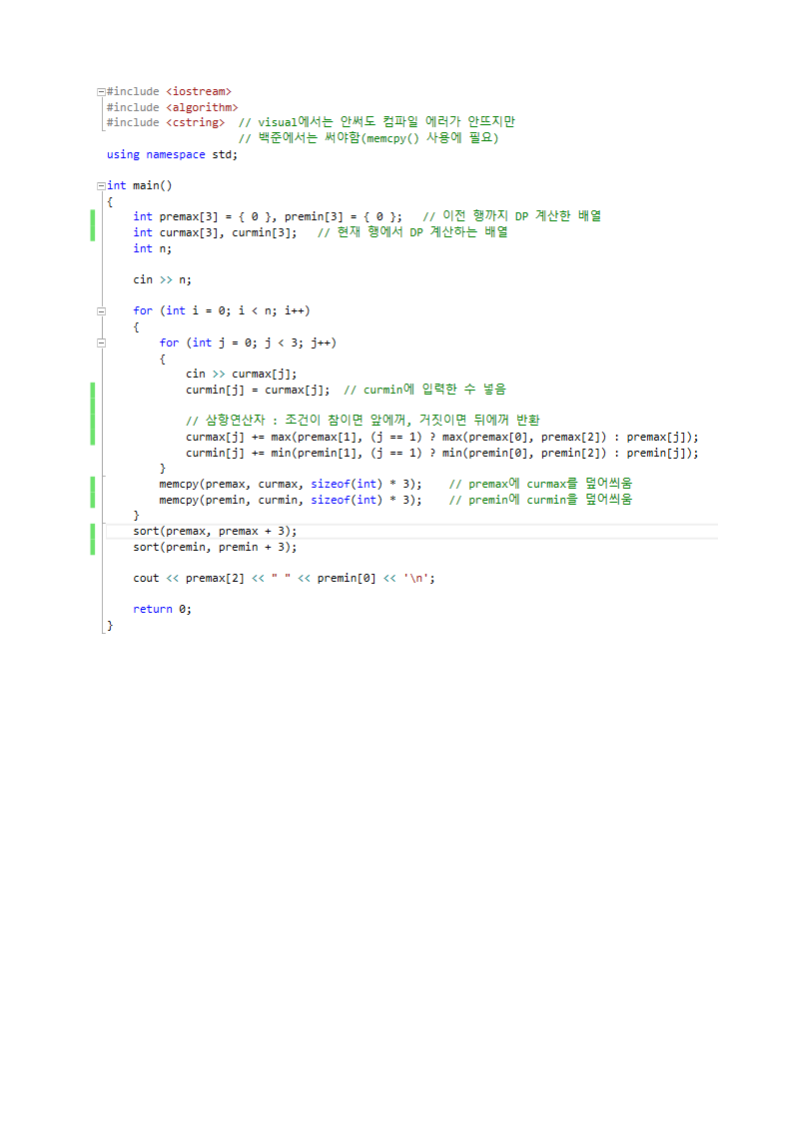 #include <iostream>
#include <algorithm>
#include <cstring>  // visual에서는 안써도 컴파일 에러가 안뜨지만
                    // 백준에서는 써야함(memcpy() 사용에 필요)
using namespace std;
int main()
{
    int premax[3] = { 0 }, premin[3] = { 0 };   // 이전 행까지 DP 계산한 배열
    int curmax[3], curmin[3];   // 현재 행에서 DP 계산하는 배열
    int n;
    cin >> n;
    for (int i = 0; i < n; i++)
    {
        for (int j = 0; j < 3; j++)
        {
            cin >> curmax[j];
            curmin[j] = curmax[j];  // curmin에 입력한 수 넣음
            // 삼항연산자 : 조건이 참이면 앞에꺼, 거짓이면 뒤에꺼 반환
            curmax[j] += max(premax[1], (j == 1) ? max(premax[0], premax[2]) : premax[j]);
            curmin[j] += min(premin[1], (j == 1) ? min(premin[0], premin[2]) : premin[j]);
        }
        memcpy(premax, curmax, sizeof(int) * 3);    // premax에 curmax를 덮어씌움
        memcpy(premin, curmin, sizeof(int) * 3);    // premin에 curmin을 덮어씌움
    }
    sort(premax, premax + 3);
    sort(premin, premin + 3);
    cout << premax[2] << " " << premin[0] << '\n';
    return 0;
}